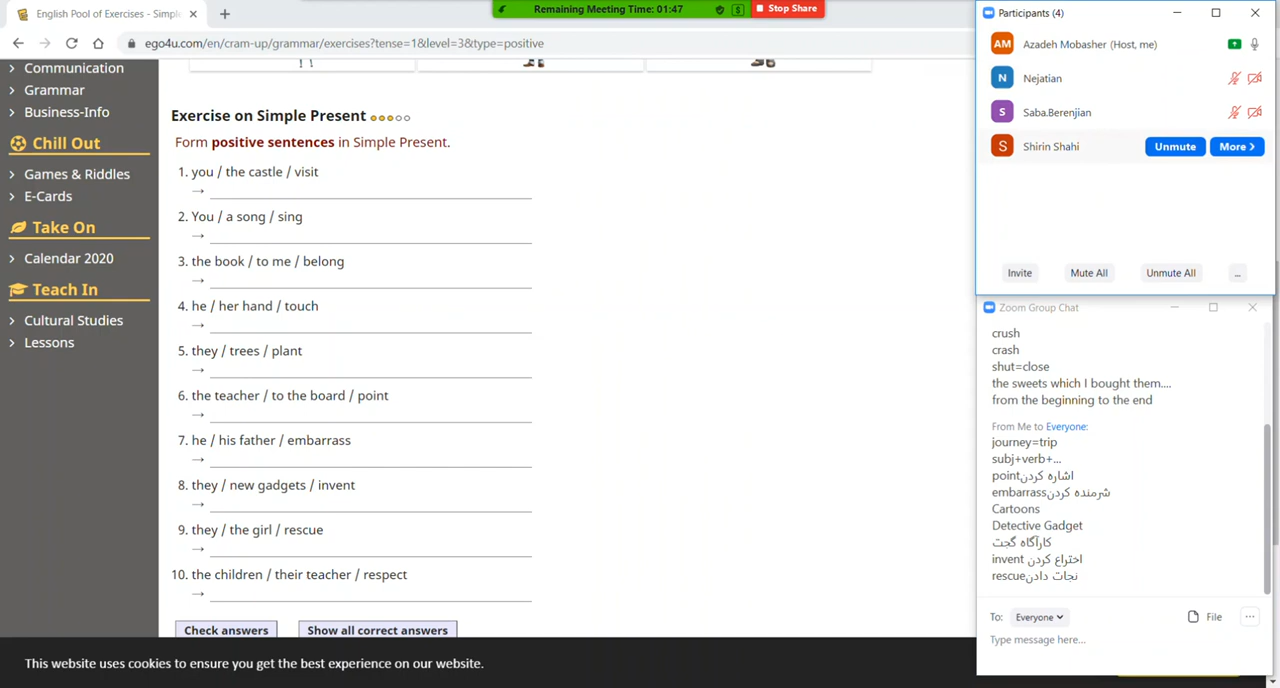 English Pool of Exercises - Simple
Remaining Meeting Time: 01:47
Stop Share
ego4u.com/en/cram-up/grammar/exercises?tense=1&level=3&type=positive
Communication
Grammar
Business-Info
Chill Out
Games & Riddles
E-Cards
Take On
Calendar 2020
Teach In
Cultural Studies
Lessons
Exercise on Simple Present
Form positive sentences in Simple Present.
1. you / the castle / visit
→
2. You / a song / sing
→
3. the book / to me / belong
→
4. he / her hand / touch
→
5. they / trees / plant
→
6. the teacher / to the board / point
→
7. he / his father / embarrass
→
8. they / new gadgets / invent
→
9. they / the girl / rescue
→
10. the children / their teacher / respect
→
Check answers
Show all correct answers
This website uses cookies to ensure you get the best experience on our website.
Participants (4)
AM Azadeh Mobasher (Host, me)
N Nejatian
S Saba.Berenjian
S Shirin Shahi Unmute More >
Invite Mute All Unmute All ...
Zoom Group Chat
crush
crash
shut=close
the sweets which I bought them....
from the beginning to the end
From Me to Everyone:
journey=trip
subj+verb+...
pointاشاره کردن
embarrassشرمنده کردن
Cartoons
Detective Gadget
کارآگاه گجت
invent اختراع کردن
rescueنجات دادن
To: Everyone File ...
Type message here...